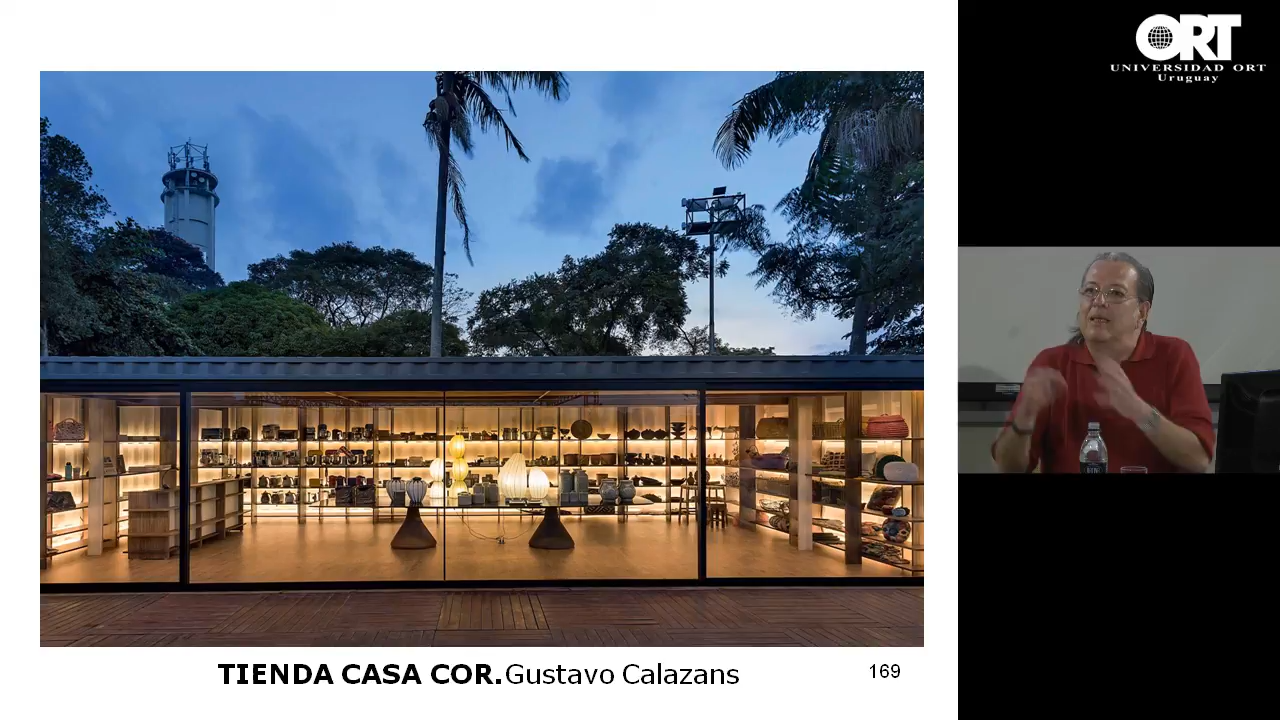 ORT
UNIVERSIDAD ORT
Uruguay
TIENDA CASA COR.Gustavo Calazans
169